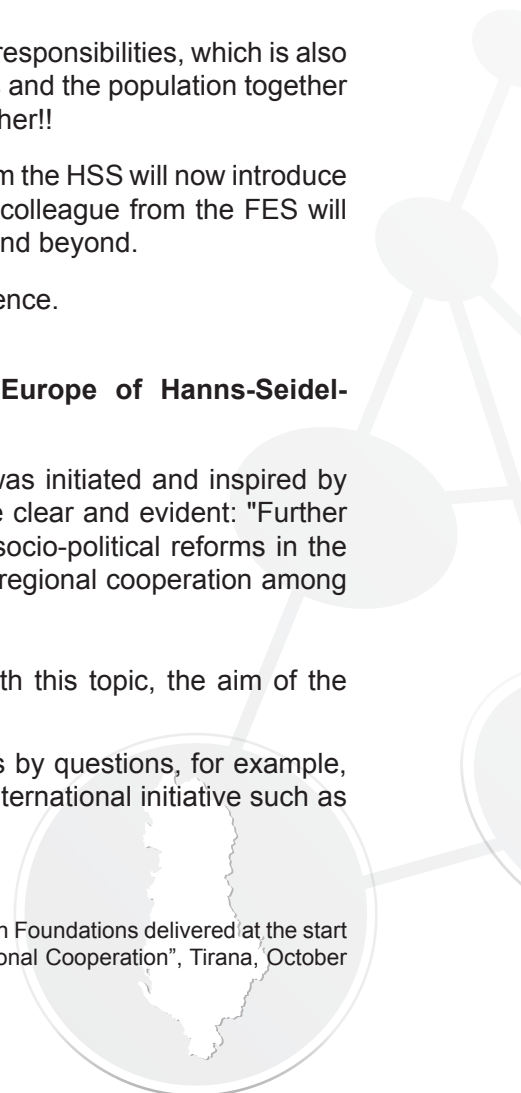 responsibilities, which is also
and the population together
her!!
m the HSS will now introduce
colleague from the FES will
nd beyond.
ence.
Europe of Hanns-Seidel-
was initiated and inspired by
e clear and evident: "Further
socio-political reforms in the
regional cooperation among
th this topic, the aim of the
s by questions, for example,
ternational initiative such as
n Foundations delivered at the start
onal Cooperation”, Tirana, October